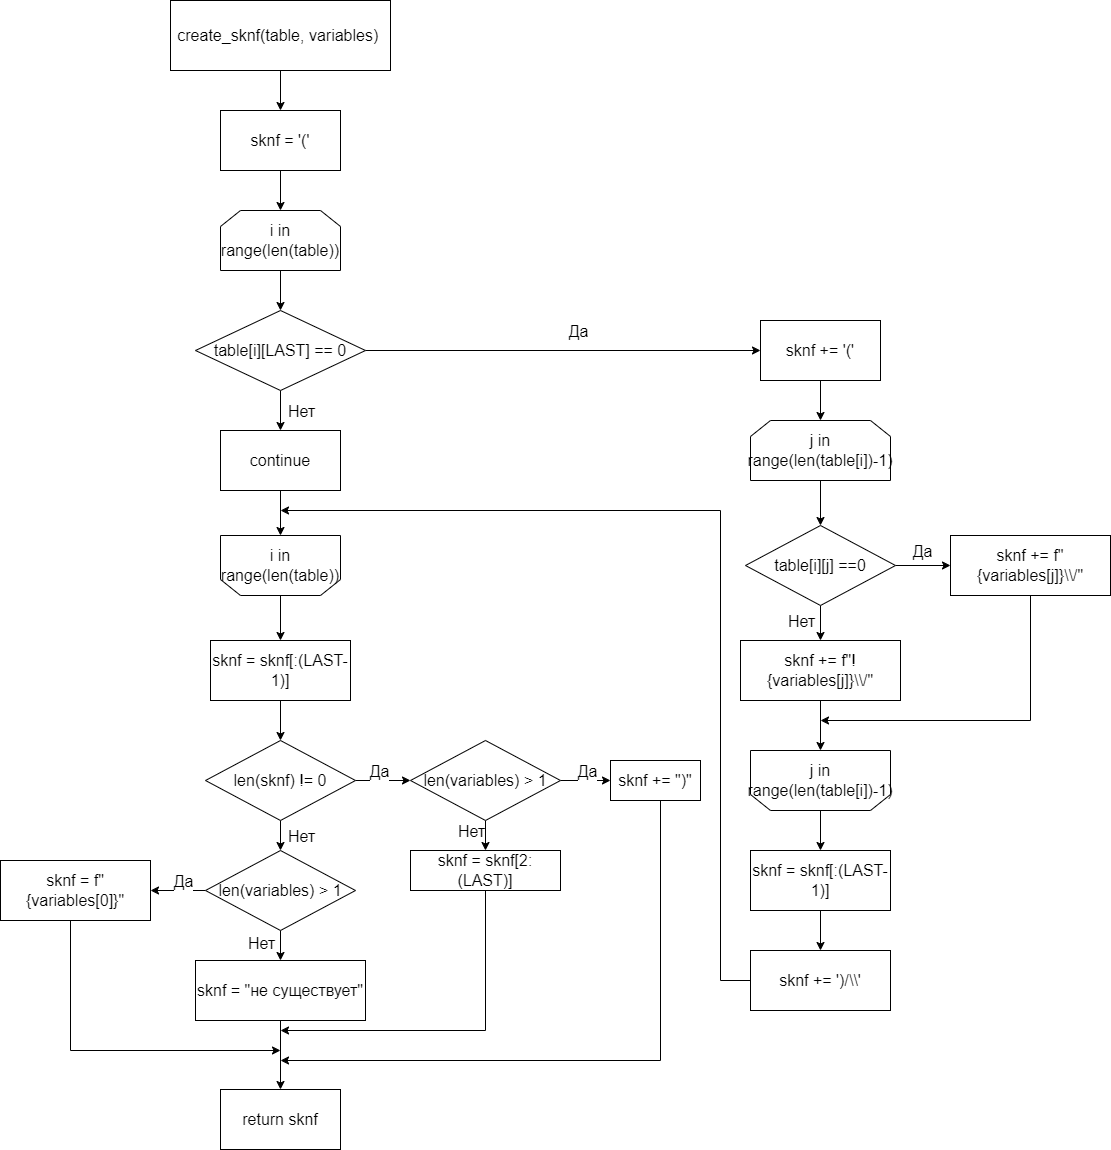 create_sknf(table, variables)
sknf = '('
i in
range(len(table))
table[i][LAST] == 0
Да
Нет
continue
i in
range(len(table))
sknf = sknf[:(LAST-
1)]
len(sknf) != 0
Да
len(variables) > 1
Да
sknf += ")"
Нет
sknf = sknf[2:
(LAST)]
Нет
len(variables) > 1
Да
sknf = f"
{variables[0]}"
Нет
sknf = "не существует"
return sknf
sknf += '('
j in
range(len(table[i])-1)
table[i][j] ==0
Да
sknf += f"
{variables[j]}\\/"
Нет
sknf += f"!
{variables[j]}\\/"
j in
range(len(table[i])-1)
sknf = sknf[:(LAST-
1)]
sknf += ')/\\'